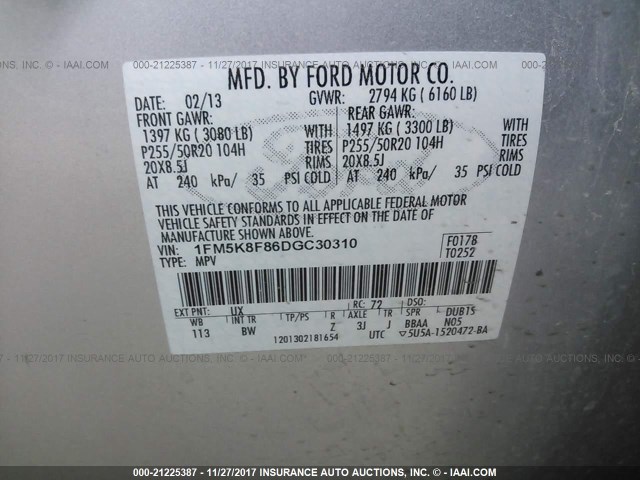 000-21225387 - 11/27/2017 INSURANCE AUTO AUCTIONS, INC. - © IAAI.COM
MFD. BY FORD MOTOR CO.
DATE: 02/13 GVWR: 2794 KG ( 6160 LB)
FRONT GAWR: REAR GAWR:
1397 KG ( 3080 LB) WITH 1497 KG ( 3300 LB) WITH
P255/50R20 104H TIRES P255/50R20 104H TIRES
20X8.5J RIMS 20X8.5J RIMS
AT 240 kPa/ 35 PSI COLD AT 240 kPa/ 35 PSI COLD
THIS VEHICLE CONFORMS TO ALL APPLICABLE FEDERAL MOTOR
VEHICLE SAFETY STANDARDS IN EFFECT ON THE DATE OF
MANUFACTURE SHOWN ABOVE.
VIN: 1FM5K8F86DGC30310 F0178
TYPE: MPV T0252
EXT PNT: UX RC: 72 DSO:
WB INT TR TP/PS R AXLE TR SPR DUBTS
113 BW Z 3J J BBAA N05
1201302181654 UTC ▽5U5A-1520472-BA
000-21225387 - 11/27/2017 INSURANCE AUTO AUCTIONS, INC. - © IAAI.COM